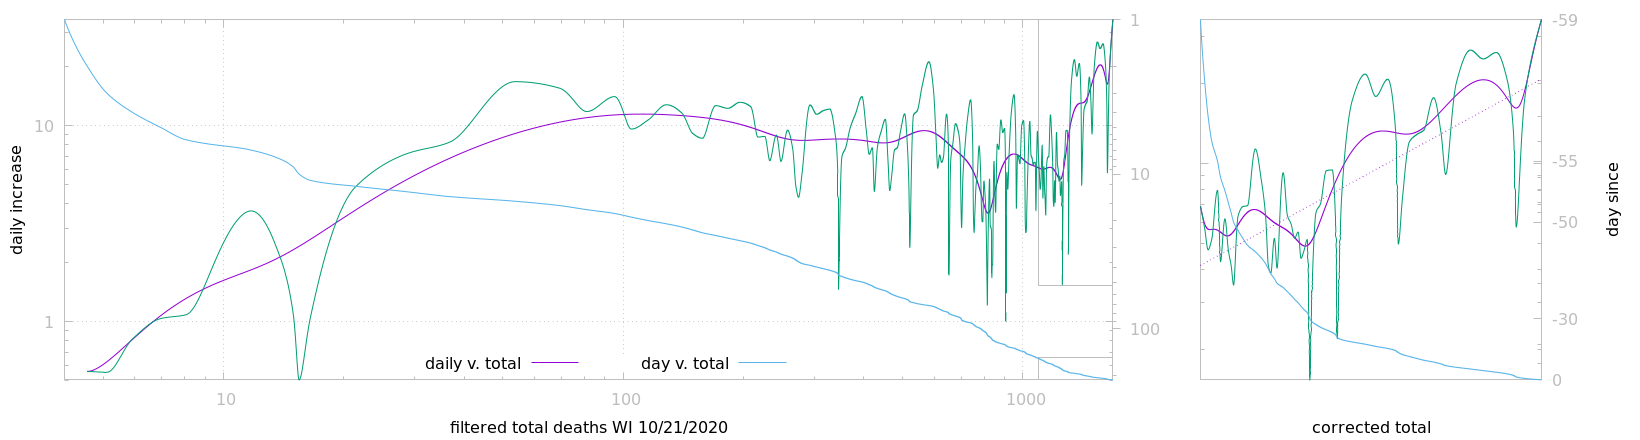 daily increase
10
1
daily v. total
day v. total
10
100
1000
filtered total deaths WI 10/21/2020
1
10
100
-59
-55
-50
-30
0
day since
corrected total